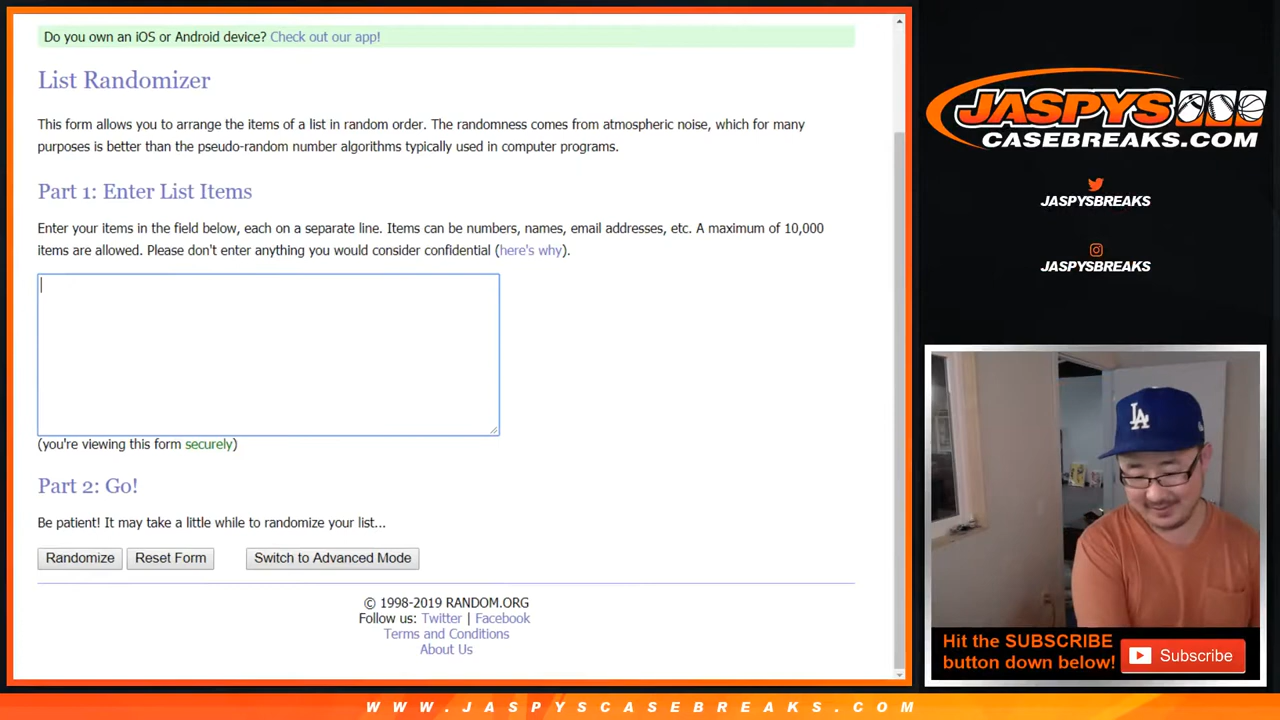 Do you own an iOS or Android device? Check out our app!
List Randomizer
This form allows you to arrange the items of a list in random order. The randomness comes from atmospheric noise, which for many
purposes is better than the pseudo-random number algorithms typically used in computer programs.
Part 1: Enter List Items
Enter your items in the field below, each on a separate line. Items can be numbers, names, email addresses, etc. A maximum of 10,000
items are allowed. Please don't enter anything you would consider confidential (here's why).
(you're viewing this form securely)
Part 2: Go!
Be patient! It may take a little while to randomize your list...
Randomize Reset Form Switch to Advanced Mode
© 1998-2019 RANDOM.ORG
Follow us: Twitter | Facebook
Terms and Conditions
About Us
JASPYS
CASEBREAKS.COM
JASPYSBREAKS
JASPYSBREAKS
LA
Hit the SUBSCRIBE
button down below!
Subscribe
WWW.JASPYSCASEBREAKS.COM